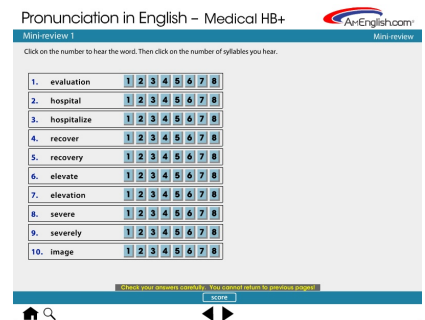 Pronunciation in English – Medical HB+
AmEnglish.com
Mini-review 1 Mini-review
Click on the number to hear the word. Then click on the number of syllables you hear.
1. evaluation 1 2 3 4 5 6 7 8
2. hospital 1 2 3 4 5 6 7 8
3. hospitalize 1 2 3 4 5 6 7 8
4. recover 1 2 3 4 5 6 7 8
5. recovery 1 2 3 4 5 6 7 8
6. elevate 1 2 3 4 5 6 7 8
7. elevation 1 2 3 4 5 6 7 8
8. severe 1 2 3 4 5 6 7 8
9. severely 1 2 3 4 5 6 7 8
10. image 1 2 3 4 5 6 7 8
Check your answers carefully. You cannot return to previous pages!
score